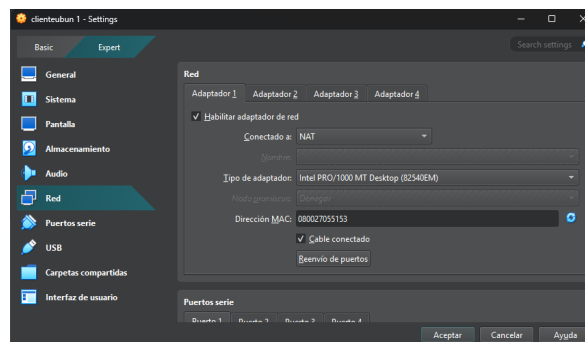 clienteubun 1 - Settings
Basic Expert
Search settings
General
Sistema
Pantalla
Almacenamiento
Audio
Red
Puertos serie
USB
Carpetas compartidas
Interfaz de usuario
Red
Adaptador 1 Adaptador 2 Adaptador 3 Adaptador 4
Habilitar adaptador de red
Conectado a: NAT
Nombre:
Tipo de adaptador: Intel PRO/1000 MT Desktop (82540EM)
Modo promiscuo: Denegar
Dirección MAC: 080027055153
Cable conectado
Reenvío de puertos
Puertos serie
Puerto 1 Puerto 2 Puerto 3 Puerto 4
Aceptar Cancelar Ayuda